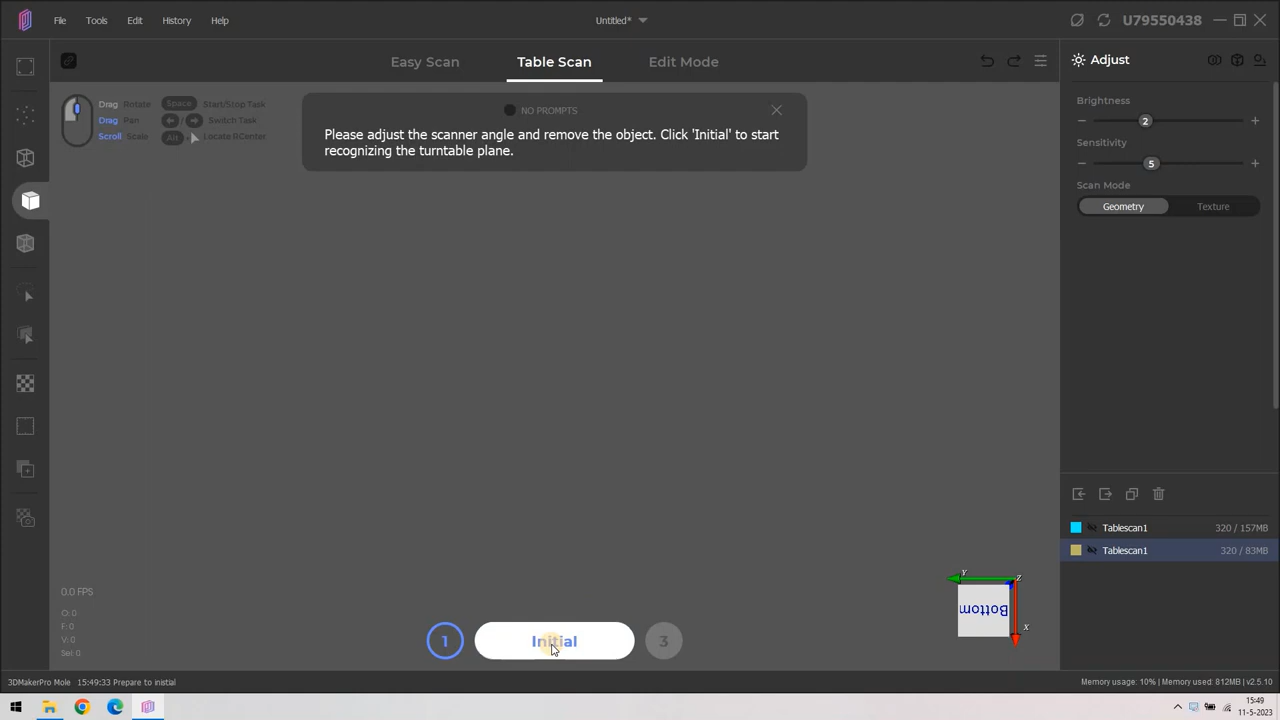 File Tools Edit History Help
Untitled*
U79550438
Easy Scan Table Scan Edit Mode
Adjust
Drag Rotate Space Start/Stop Task
Drag Pan Switch Task
Scroll Scale Alt Locate RCenter
NO PROMPTS
Please adjust the scanner angle and remove the object. Click 'Initial' to start
recognizing the turntable plane.
Brightness
2
Sensitivity
5
Scan Mode
Geometry Texture
Tablescan1 320 / 157MB
Tablescan1 320 / 83MB
0.0 FPS
O: 0
F: 0
V: 0
Sel: 0
Y Z
Bottom
X
1 Initial 3
3DMakerPro Mole 15:49:33 Prepare to initial
Memory usage: 10% | Memory used: 812MB | v2.5.10
15:49
11-5-2023